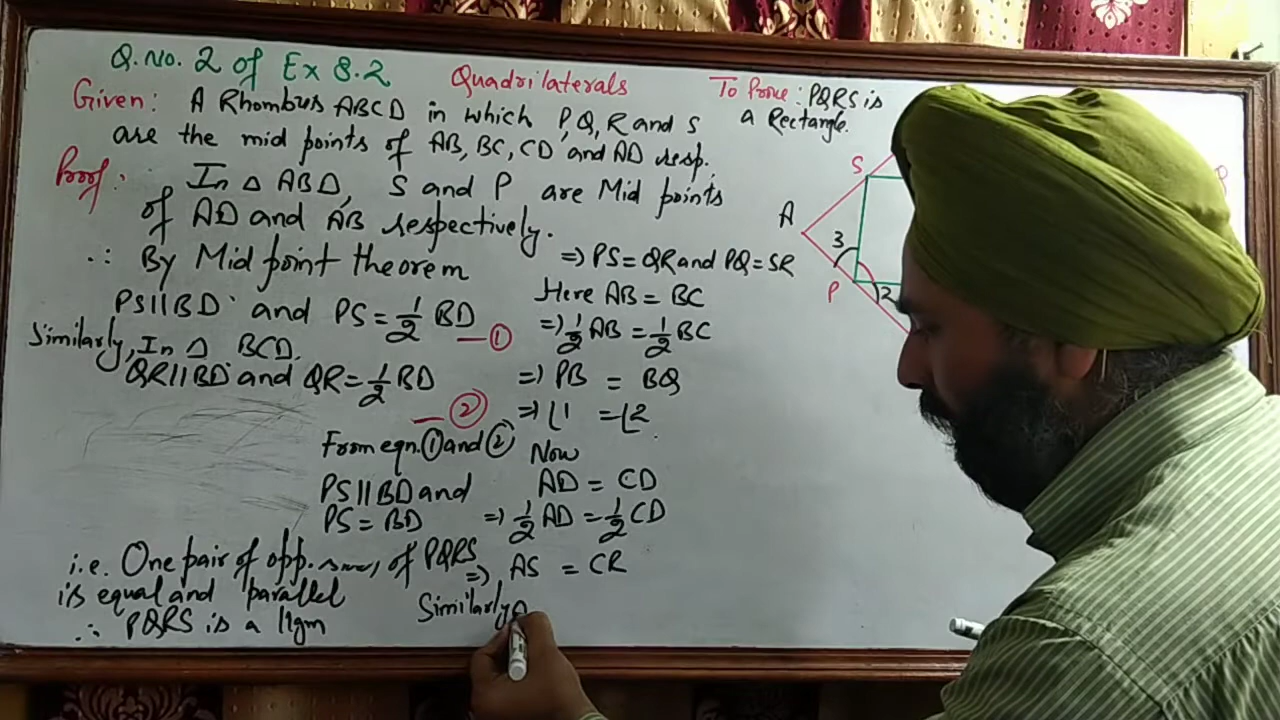 Q. No. 2 of Ex 8.2
Quadrilaterals
To Prove: PQRS is
a Rectangle.
Given: A Rhombus ABCD in which P, Q, R and S
are the mid points of AB, BC, CD and AD resp.
Proof: In Δ ABD, S and P are Mid points
of AD and AB respectively.
∴ By Mid point theorem
PS||BD and PS = 1/2 BD — ①
Similarly, In Δ BCD.
QR||BD and QR = 1/2 BD
— ②
From eqn. ① and ②
PS||BD and
PS = BD
i.e. One pair of opp. of PQRS
is equal and parallel
∴ PQRS is a ||gm
⇒ PS = QR and PQ = SR
Here AB = BC
⇒ 1/2 AB = 1/2 BC
⇒ PB = BQ
⇒ ∠1 = ∠2
Now
AD = CD
⇒ 1/2 AD = 1/2 CD
⇒ AS = CR
Similarly
S
A
3
P
2